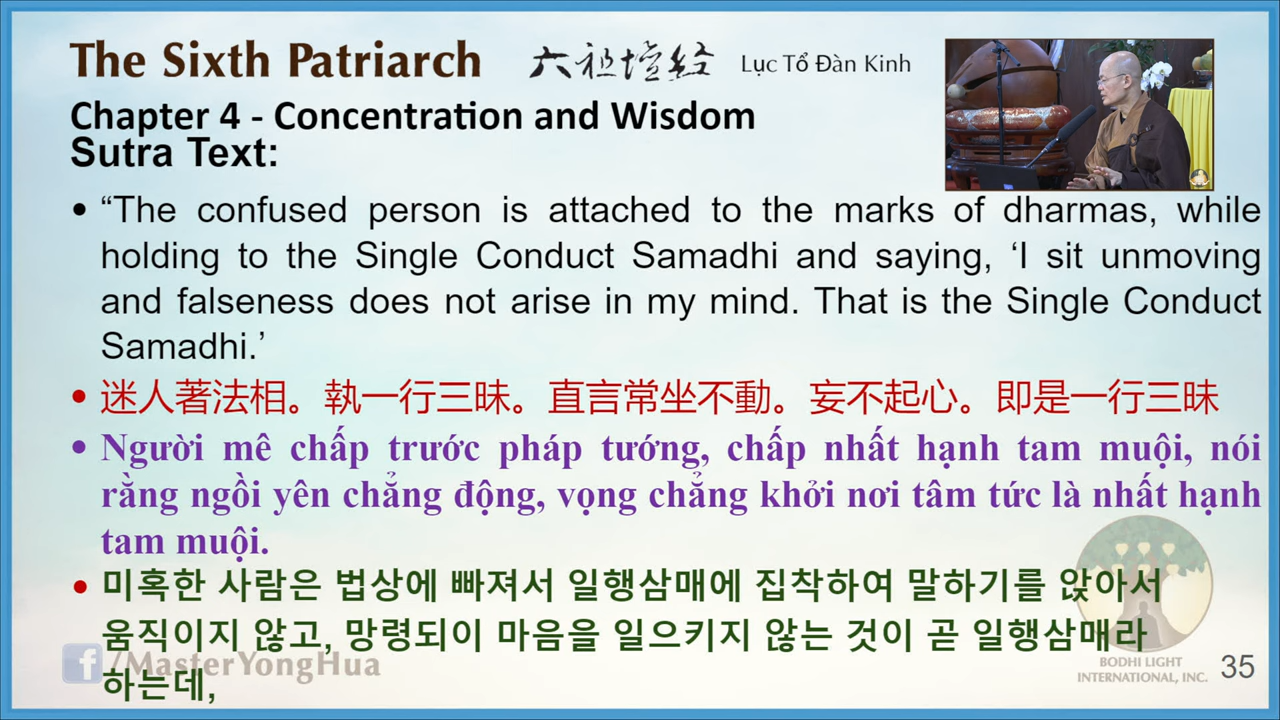 The Sixth Patriarch 六祖壇経 Lục Tổ Đàn Kinh
Chapter 4 - Concentration and Wisdom
Sutra Text:
• “The confused person is attached to the marks of dharmas, while
holding to the Single Conduct Samadhi and saying, ‘I sit unmoving
and falseness does not arise in my mind. That is the Single Conduct
Samadhi.’
• 迷人著法相。執一行三昧。直言常坐不動。妄不起心。即是一行三昧
• Người mê chấp trước pháp tướng, chấp nhất hạnh tam muội, nói
rằng ngồi yên chẳng động, vọng chẳng khởi nơi tâm tức là nhất hạnh
tam muội.
• 미혹한 사람은 법상에 빠져서 일행삼매에 집착하여 말하기를 앉아서
움직이지 않고, 망령되이 마음을 일으키지 않는 것이 곧 일행삼매라
하는데,
f/MasterYongHua
BODHI LIGHT
INTERNATIONAL, INC.
35